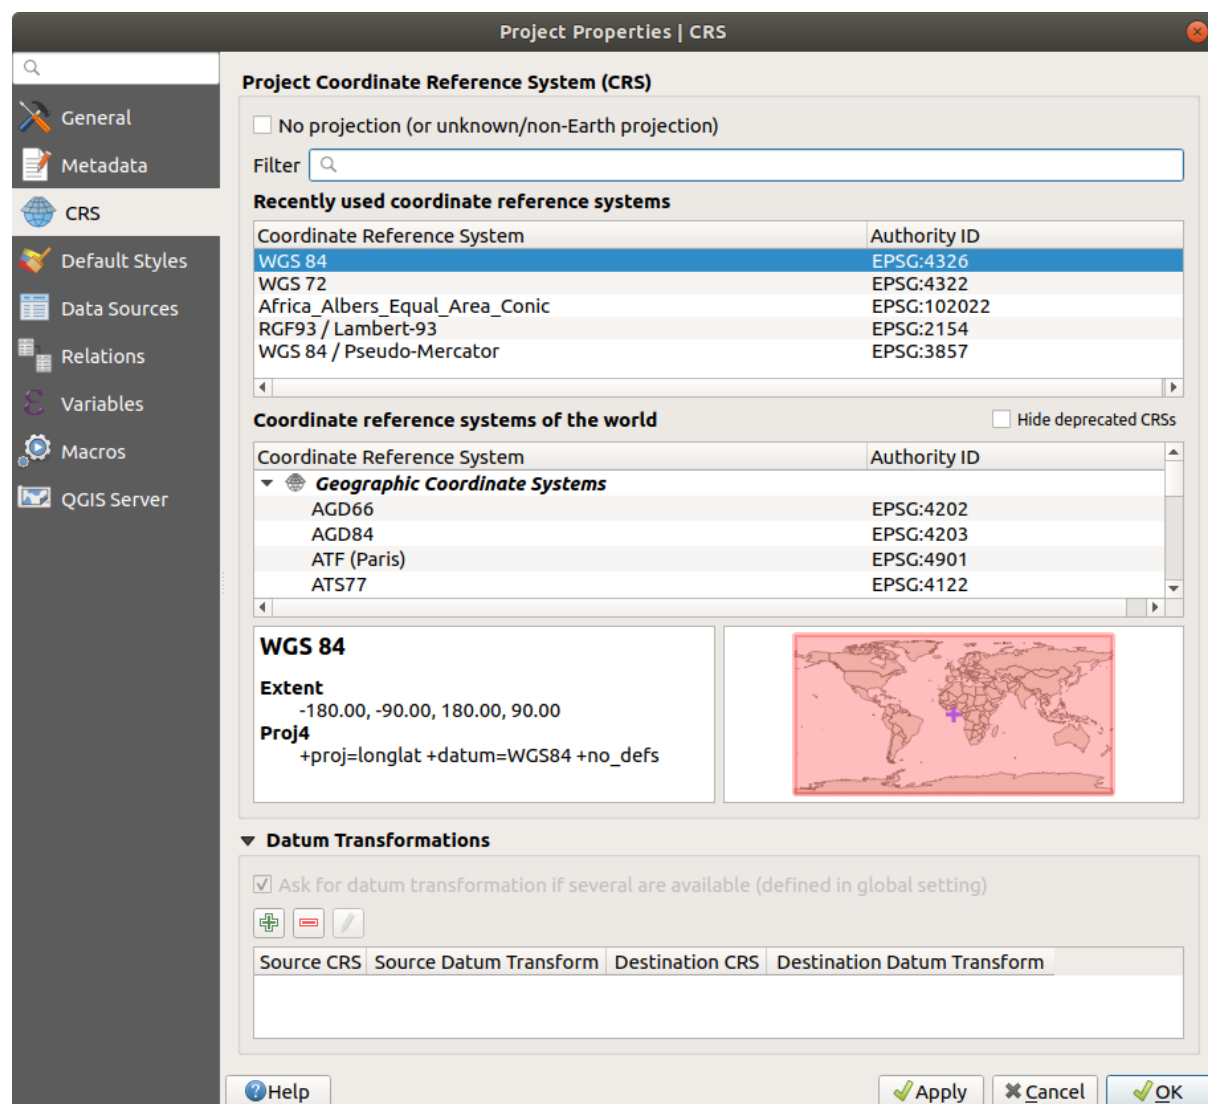 Project Properties | CRS
General
Metadata
CRS
Default Styles
Data Sources
Relations
Variables
Macros
QGIS Server
Project Coordinate Reference System (CRS)
No projection (or unknown/non-Earth projection)
Filter
Recently used coordinate reference systems
Coordinate Reference System Authority ID
WGS 84 EPSG:4326
WGS 72 EPSG:4322
Africa_Albers_Equal_Area_Conic EPSG:102022
RGF93 / Lambert-93 EPSG:2154
WGS 84 / Pseudo-Mercator EPSG:3857
Coordinate reference systems of the world Hide deprecated CRSs
Coordinate Reference System Authority ID
Geographic Coordinate Systems
AGD66 EPSG:4202
AGD84 EPSG:4203
ATF (Paris) EPSG:4901
ATS77 EPSG:4122
WGS 84
Extent
-180.00, -90.00, 180.00, 90.00
Proj4
+proj=longlat +datum=WGS84 +no_defs
Datum Transformations
Ask for datum transformation if several are available (defined in global setting)
Source CRS Source Datum Transform Destination CRS Destination Datum Transform
Help Apply Cancel OK